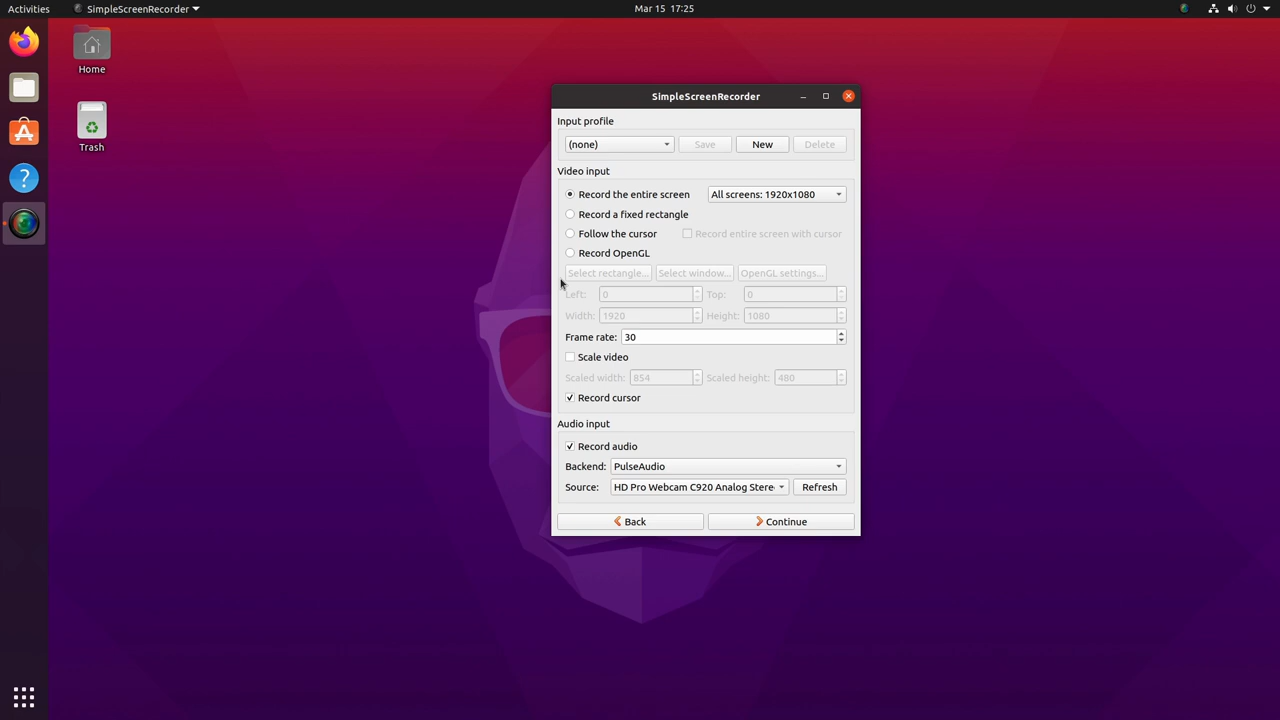 Activities SimpleScreenRecorder Mar 15 17:25
Home
Trash
SimpleScreenRecorder
Input profile
(none) Save New Delete
Video input
Record the entire screen All screens: 1920x1080
Record a fixed rectangle
Follow the cursor Record entire screen with cursor
Record OpenGL
Select rectangle... Select window... OpenGL settings...
Left: 0 Top: 0
Width: 1920 Height: 1080
Frame rate: 30
Scale video
Scaled width: 854 Scaled height: 480
Record cursor
Audio input
Record audio
Backend: PulseAudio
Source: HD Pro Webcam C920 Analog Stere Refresh
Back Continue